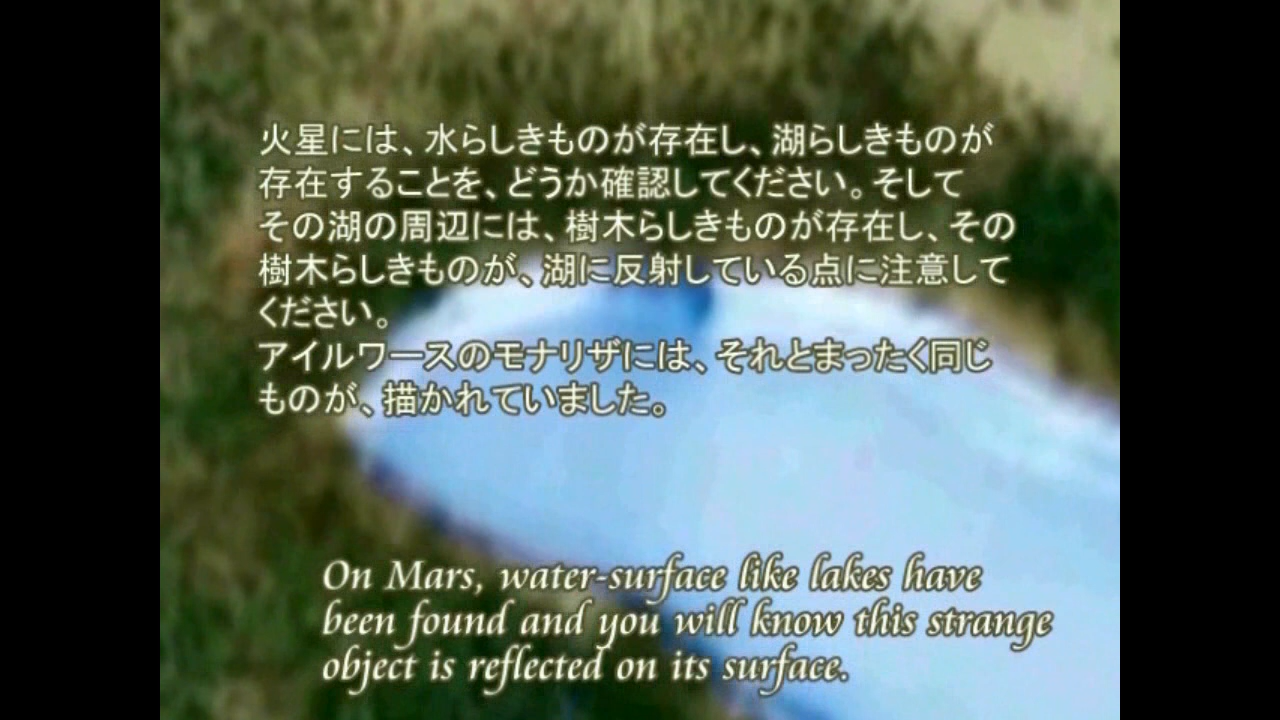 火星には、水らしきものが存在し、湖らしきものが
存在することを、どうか確認してください。そして
その湖の周辺には、樹木らしきものが存在し、その
樹木らしきものが、湖に反射している点に注意して
ください。
アイルワースのモナリザには、それとまったく同じ
ものが、描かれていました。
On Mars, water-surface like lakes have
been found and you will know this strange
object is reflected on its surface.